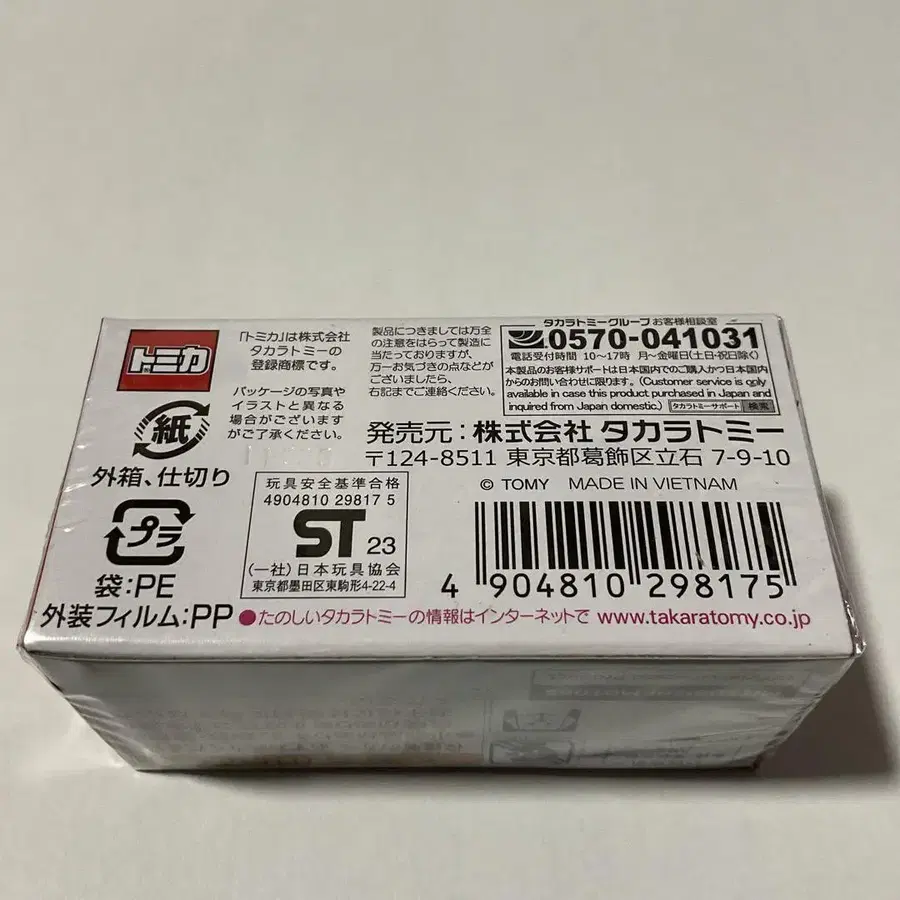 トミカ
「トミカ」は株式会社
タカラトミーの
登録商標です。
パッケージの写真や
イラストと異なる
場合がございます
がご了承ください。
製品につきましては万全
の注意をはらって製造に
当たっておりますが、
万一お気づきの点などが
ございましたら、
右記までご連絡ください。
タカラトミーグループ お客様相談室
0570-041031
電話受付時間 10〜17時 月〜金曜日(土日・祝日除く)
本製品のお客様サポートは日本国内でのご購入かつ日本国内
からのお問い合わせに限ります。(Customer service is only
available in case this product purchased in Japan and
inquired from Japan domestic.) タカラトミーサポート 検索
発売元:株式会社 タカラトミー
〒124-8511 東京都葛飾区立石 7-9-10
© TOMY MADE IN VIETNAM
紙
外箱、仕切り
プラ
袋:PE
外装フィルム:PP
玩具安全基準合格
4904810 29817 5
ST 23
(一社)日本玩具協会
東京都墨田区東駒形4-22-4
4 904810 298175
●たのしいタカラトミーの情報はインターネットで www.takaratomy.co.jp